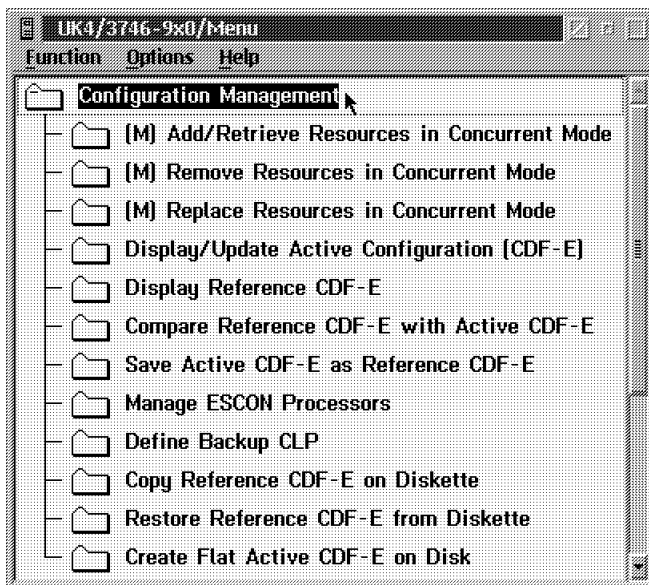 UK4/3746-9x0/Menu
Function Options Help
Configuration Management
(M) Add/Retrieve Resources in Concurrent Mode
(M) Remove Resources in Concurrent Mode
(M) Replace Resources in Concurrent Mode
Display/Update Active Configuration (CDF-E)
Display Reference CDF-E
Compare Reference CDF-E with Active CDF-E
Save Active CDF-E as Reference CDF-E
Manage ESCON Processors
Define Backup CLP
Copy Reference CDF-E on Diskette
Restore Reference CDF-E from Diskette
Create Flat Active CDF-E on Disk